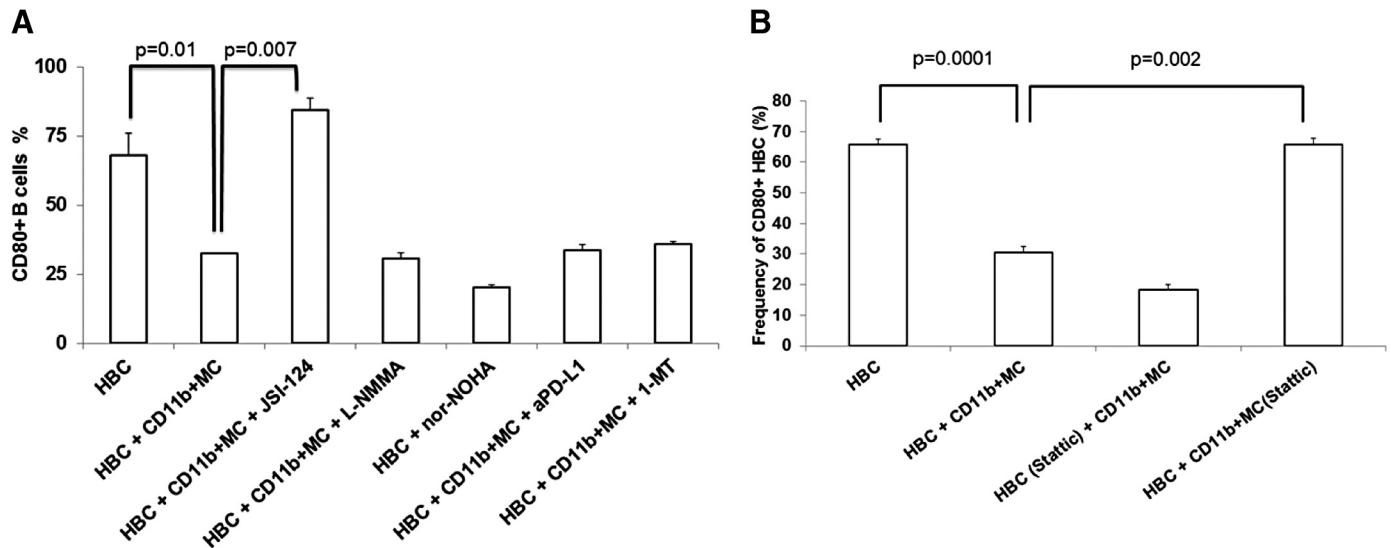 A
p=0.01
p=0.007
CD80+B cells %
100
75
50
25
0
HBC
HBC + CD11b+MC
HBC + CD11b+MC + JSI-124
HBC + CD11b+MC + L-NMMA
HBC + nor-NOHA
HBC + CD11b+MC + aPD-L1
HBC + CD11b+MC + 1-MT
B
p=0.0001
p=0.002
Frequency of CD80+ HBC (%)
80
70
60
50
40
30
20
10
0
HBC
HBC + CD11b+MC
HBC (Stattic) + CD11b+MC
HBC + CD11b+MC(Stattic)